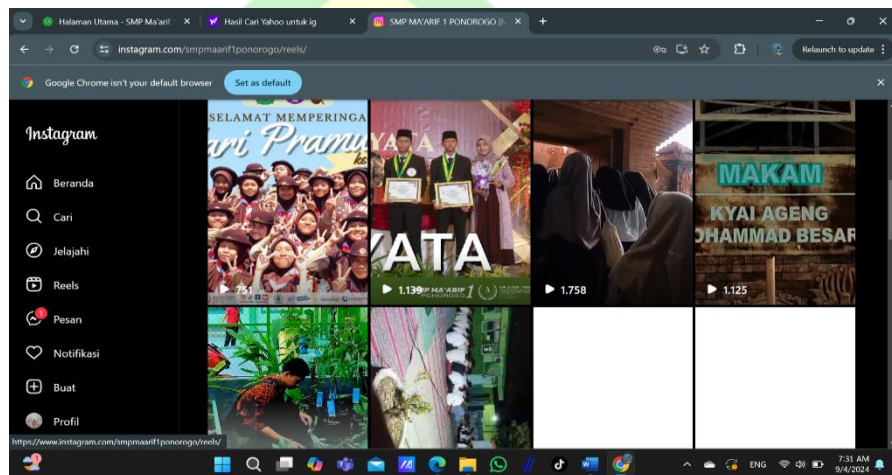 Halaman Utama - SMP Ma'arif
Hasil Cari Yahoo untuk ig
SMP MA'ARIF 1 PONOROGO
instagram.com/smpmaarif1ponorogo/reels/
Relaunch to update
Google Chrome isn't your default browser
Set as default
Instagram
Beranda
Cari
Jelajahi
Reels
Pesan
Notifikasi
Buat
Profil
SELAMAT MEMPERINGA
ari Pramu
751
YATA
YATA
1.139
SMP MA'ARIF 1
PONOROGO
1.758
MAKAM
KYAI AGENG
OHAMMAD BESAR
1.125
https://www.instagram.com/smpmaarif1ponorogo/reels/
ENG
7:31 AM
9/4/2024